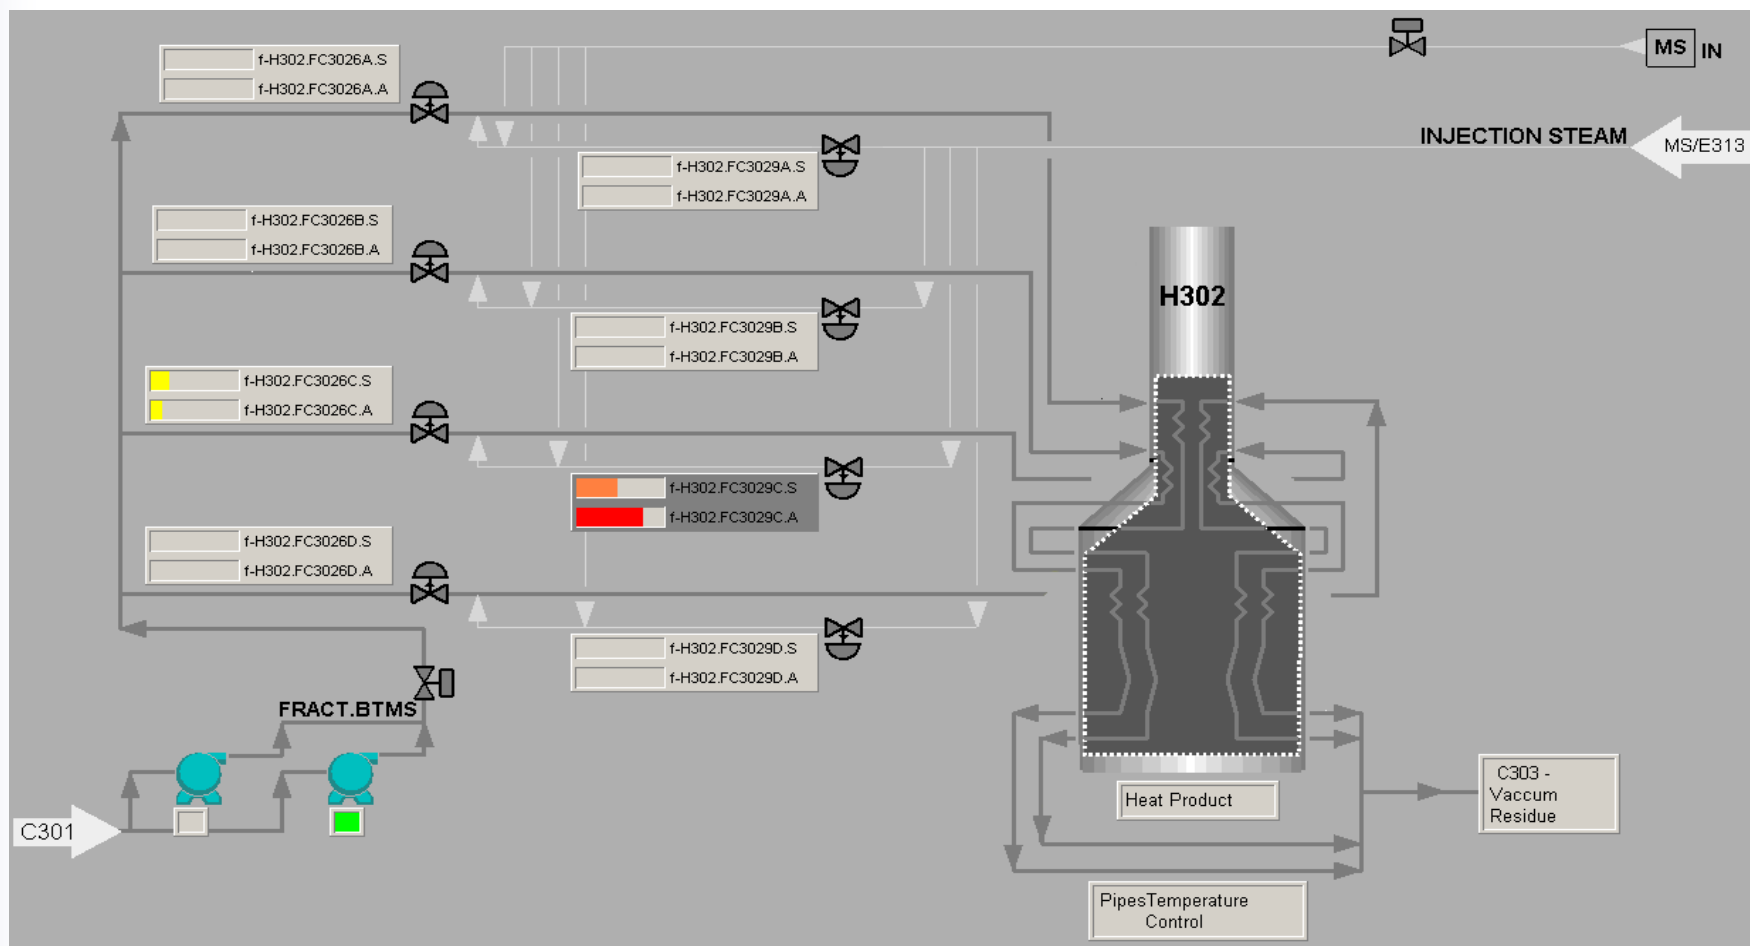 f-H302.FC3026A.S
f-H302.FC3026A.A
MS IN
INJECTION STEAM
MS/E313
f-H302.FC3029A.S
f-H302.FC3029A.A
f-H302.FC3026B.S
f-H302.FC3026B.A
H302
f-H302.FC3029B.S
f-H302.FC3029B.A
f-H302.FC3026C.S
f-H302.FC3026C.A
f-H302.FC3029C.S
f-H302.FC3029C.A
f-H302.FC3026D.S
f-H302.FC3026D.A
f-H302.FC3029D.S
f-H302.FC3029D.A
FRACT.BTMS
C301
Heat Product
C303 -
Vaccum
Residue
PipesTemperature
Control